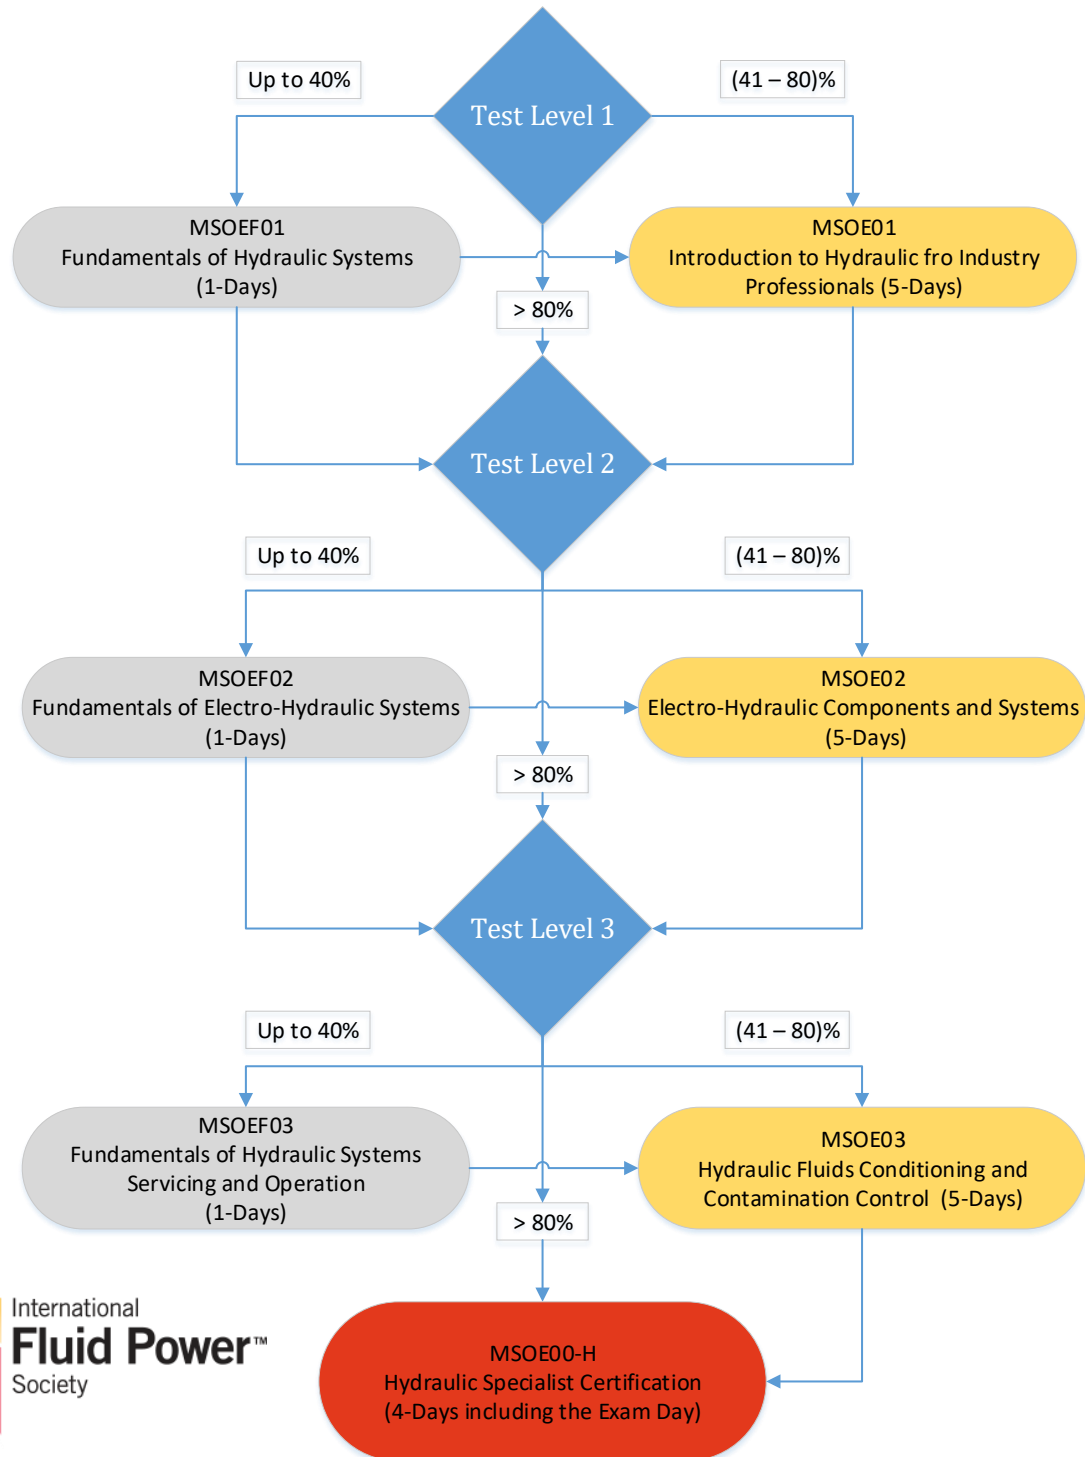 Test Level 1
Up to 40%
(41 – 80)%
MSOEF01
Fundamentals of Hydraulic Systems
(1-Days)
MSOE01
Introduction to Hydraulic fro Industry
Professionals (5-Days)
> 80%
Test Level 2
Up to 40%
(41 – 80)%
MSOEF02
Fundamentals of Electro-Hydraulic Systems
(1-Days)
MSOE02
Electro-Hydraulic Components and Systems
(5-Days)
> 80%
Test Level 3
Up to 40%
(41 – 80)%
MSOEF03
Fundamentals of Hydraulic Systems
Servicing and Operation
(1-Days)
MSOE03
Hydraulic Fluids Conditioning and
Contamination Control (5-Days)
> 80%
International
Fluid Power™
Society
MSOE00-H
Hydraulic Specialist Certification
(4-Days including the Exam Day)